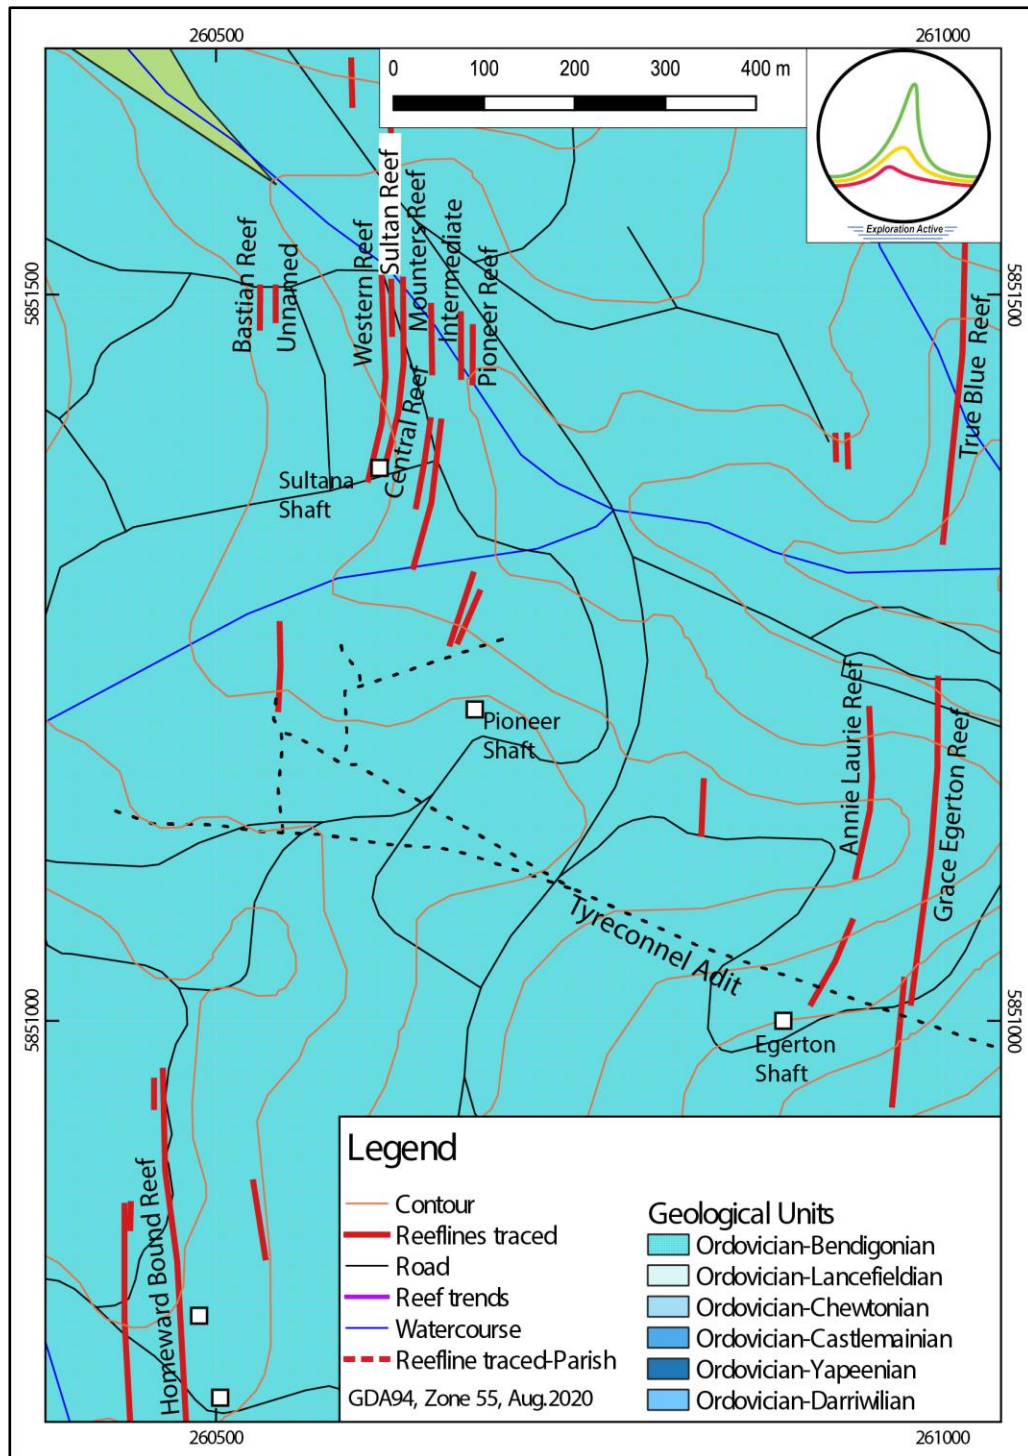 260500
261000
0 100 200 300 400 m
Exploration Active
5851500
5851500
Bastian Reef
Unnamed
Western Reef
Sultan Reef
Mounters Reef
Intermediate
Pioneer Reef
Central Reef
True Blue Reef
Sultana
Shaft
Pioneer
Shaft
Annie Laurie Reef
Grace Egerton Reef
Tyreconnel Adit
5851000
5851000
Egerton
Shaft
Homeward Bound Reef
Legend
Contour
Reeflines traced
Road
Reef trends
Watercourse
Reefline traced-Parish
GDA94, Zone 55, Aug.2020
Geological Units
Ordovician-Bendigonian
Ordovician-Lancefieldian
Ordovician-Chewtonian
Ordovician-Castlemainian
Ordovician-Yapeenian
Ordovician-Darriwilian
260500
261000